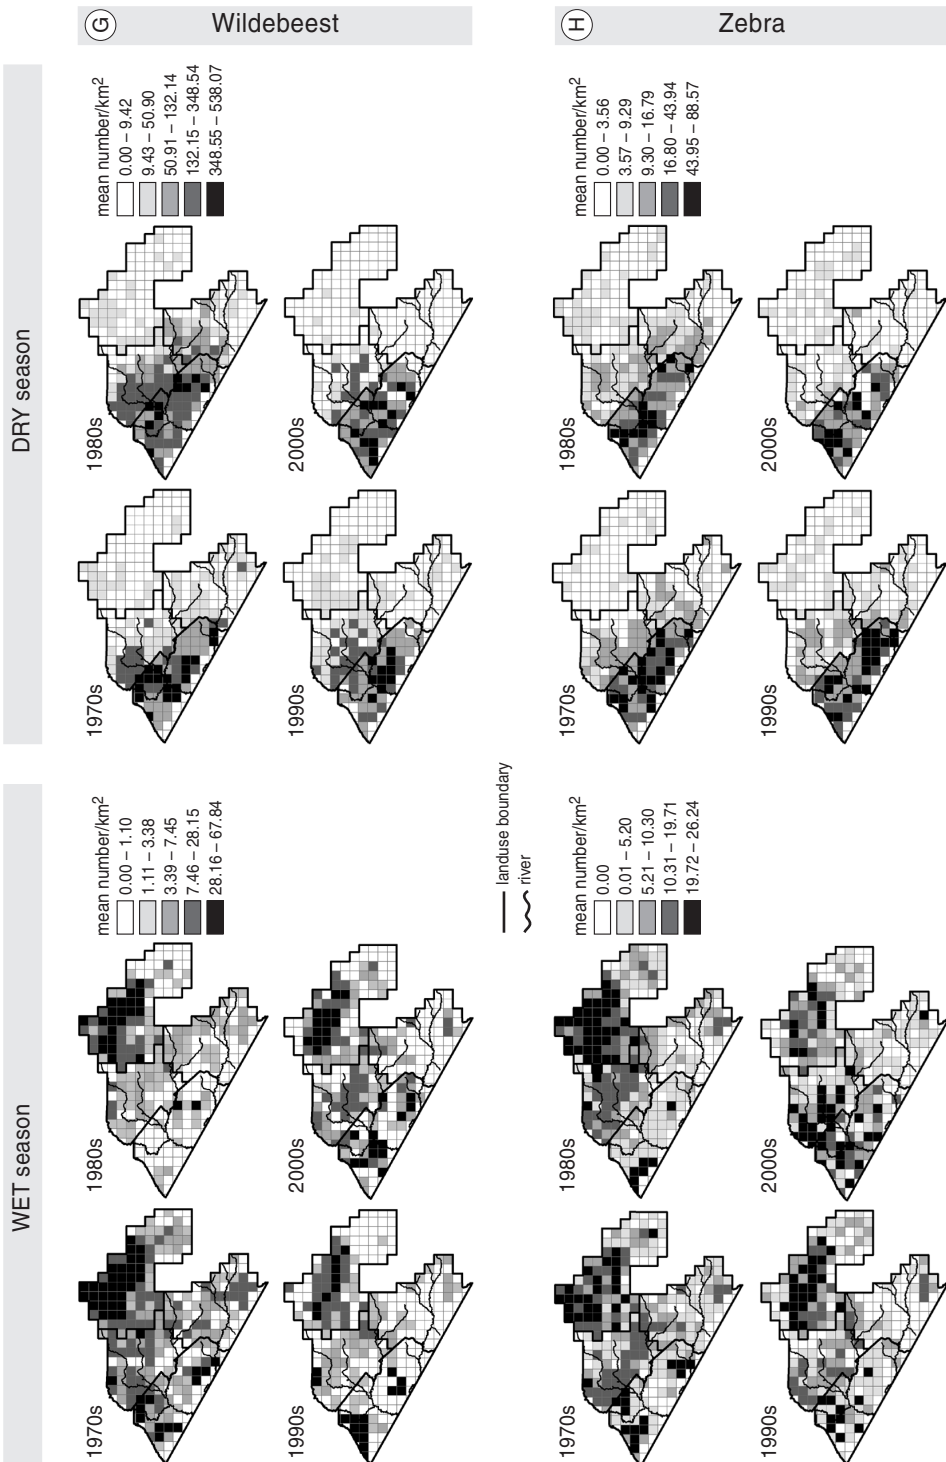 WET season
DRY season
G
Wildebeest
1970s
1980s
mean number/km²
0.00 – 1.10
1.11 – 3.38
3.39 – 7.45
7.46 – 28.15
28.16 – 67.84
1970s
1980s
mean number/km²
0.00 – 9.42
9.43 – 50.90
50.91 – 132.14
132.15 – 348.54
348.55 – 538.07
1990s
2000s
1990s
2000s
landuse boundary
river
H
Zebra
1970s
1980s
mean number/km²
0.00
0.01 – 5.20
5.21 – 10.30
10.31 – 19.71
19.72 – 26.24
1970s
1980s
mean number/km²
0.00 – 3.56
3.57 – 9.29
9.30 – 16.79
16.80 – 43.94
43.95 – 88.57
1990s
2000s
1990s
2000s